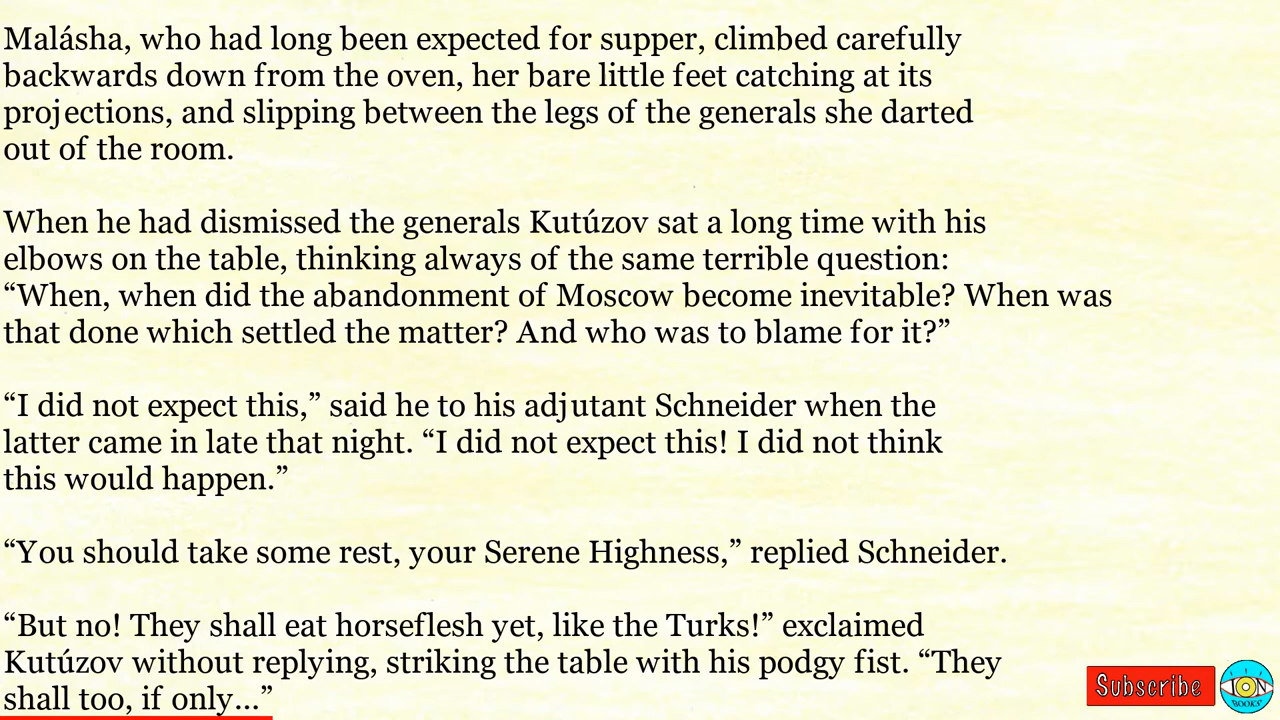 Malásha, who had long been expected for supper, climbed carefully
backwards down from the oven, her bare little feet catching at its
projections, and slipping between the legs of the generals she darted
out of the room.
When he had dismissed the generals Kutúzov sat a long time with his
elbows on the table, thinking always of the same terrible question:
“When, when did the abandonment of Moscow become inevitable? When was
that done which settled the matter? And who was to blame for it?”
“I did not expect this,” said he to his adjutant Schneider when the
latter came in late that night. “I did not expect this! I did not think
this would happen.”
“You should take some rest, your Serene Highness,” replied Schneider.
“But no! They shall eat horseflesh yet, like the Turks!” exclaimed
Kutúzov without replying, striking the table with his podgy fist. “They
shall too, if only...”
Subscribe
ION
BOOKS